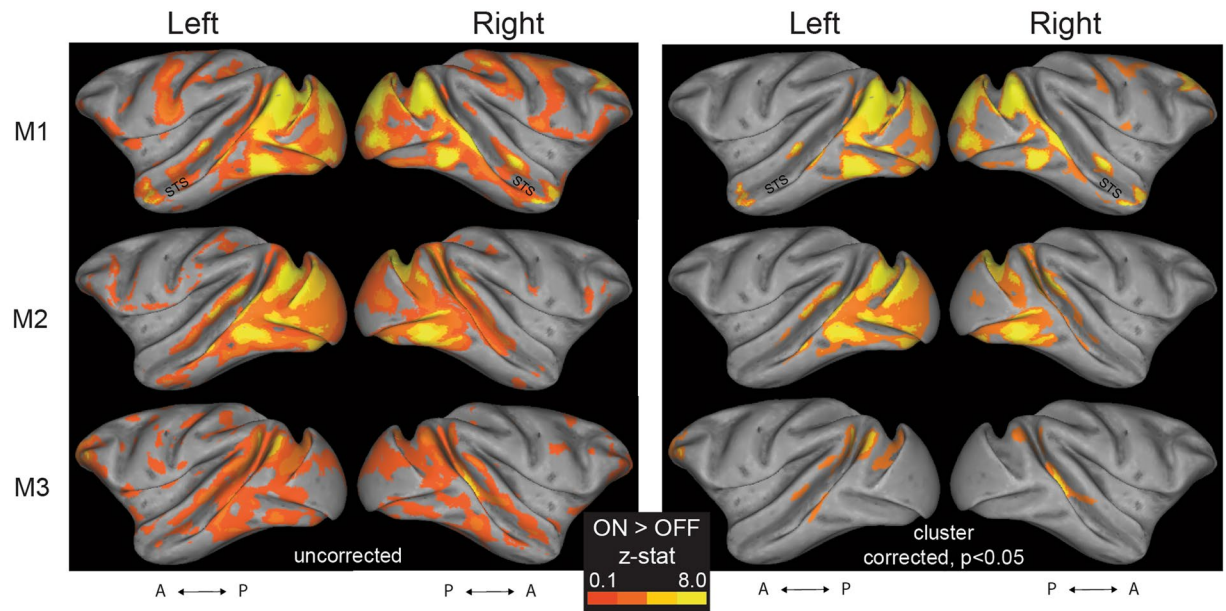 Left Right Left Right
M1
STS STS STS STS
M2
M3
uncorrected
ON > OFF
z-stat
0.1 8.0
cluster
corrected, p<0.05
A P P A A P P A